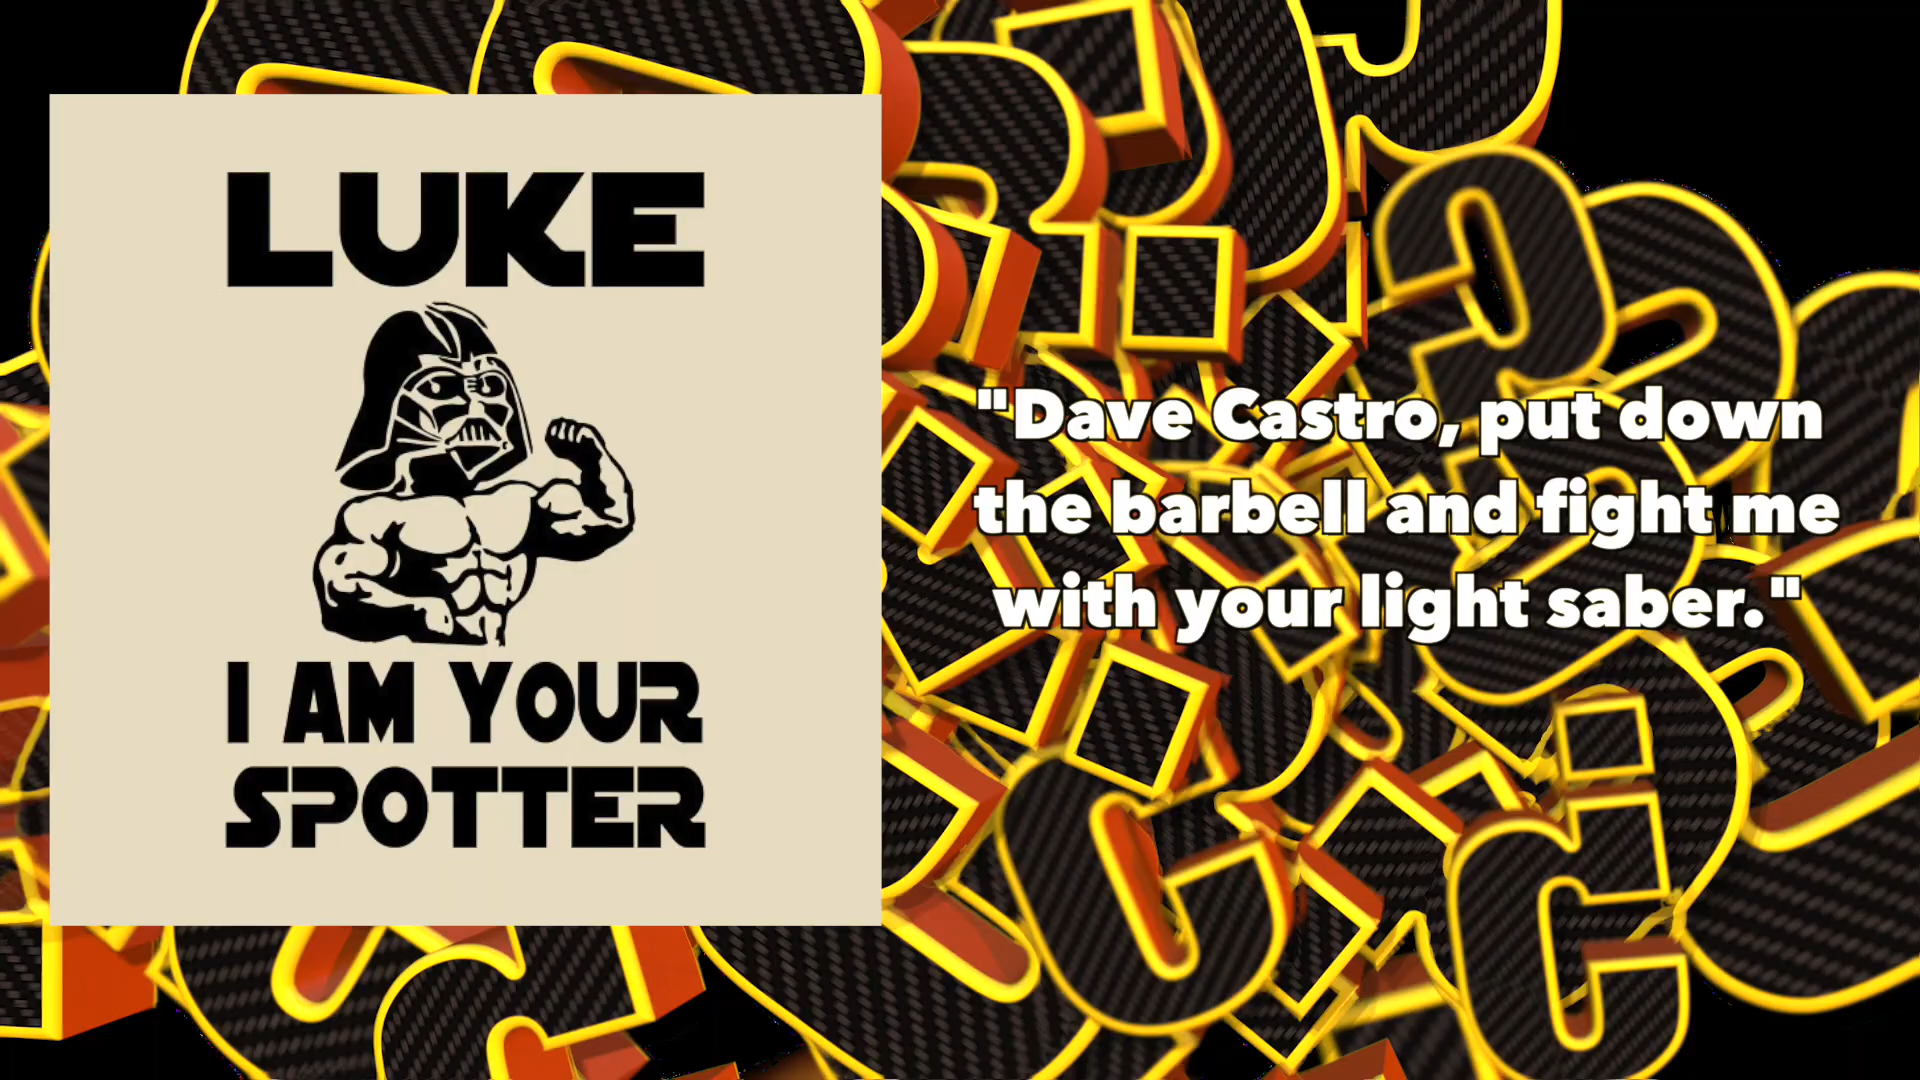 LUKE
I AM YOUR
SPOTTER
"Dave Castro, put down
the barbell and fight me
with your light saber."